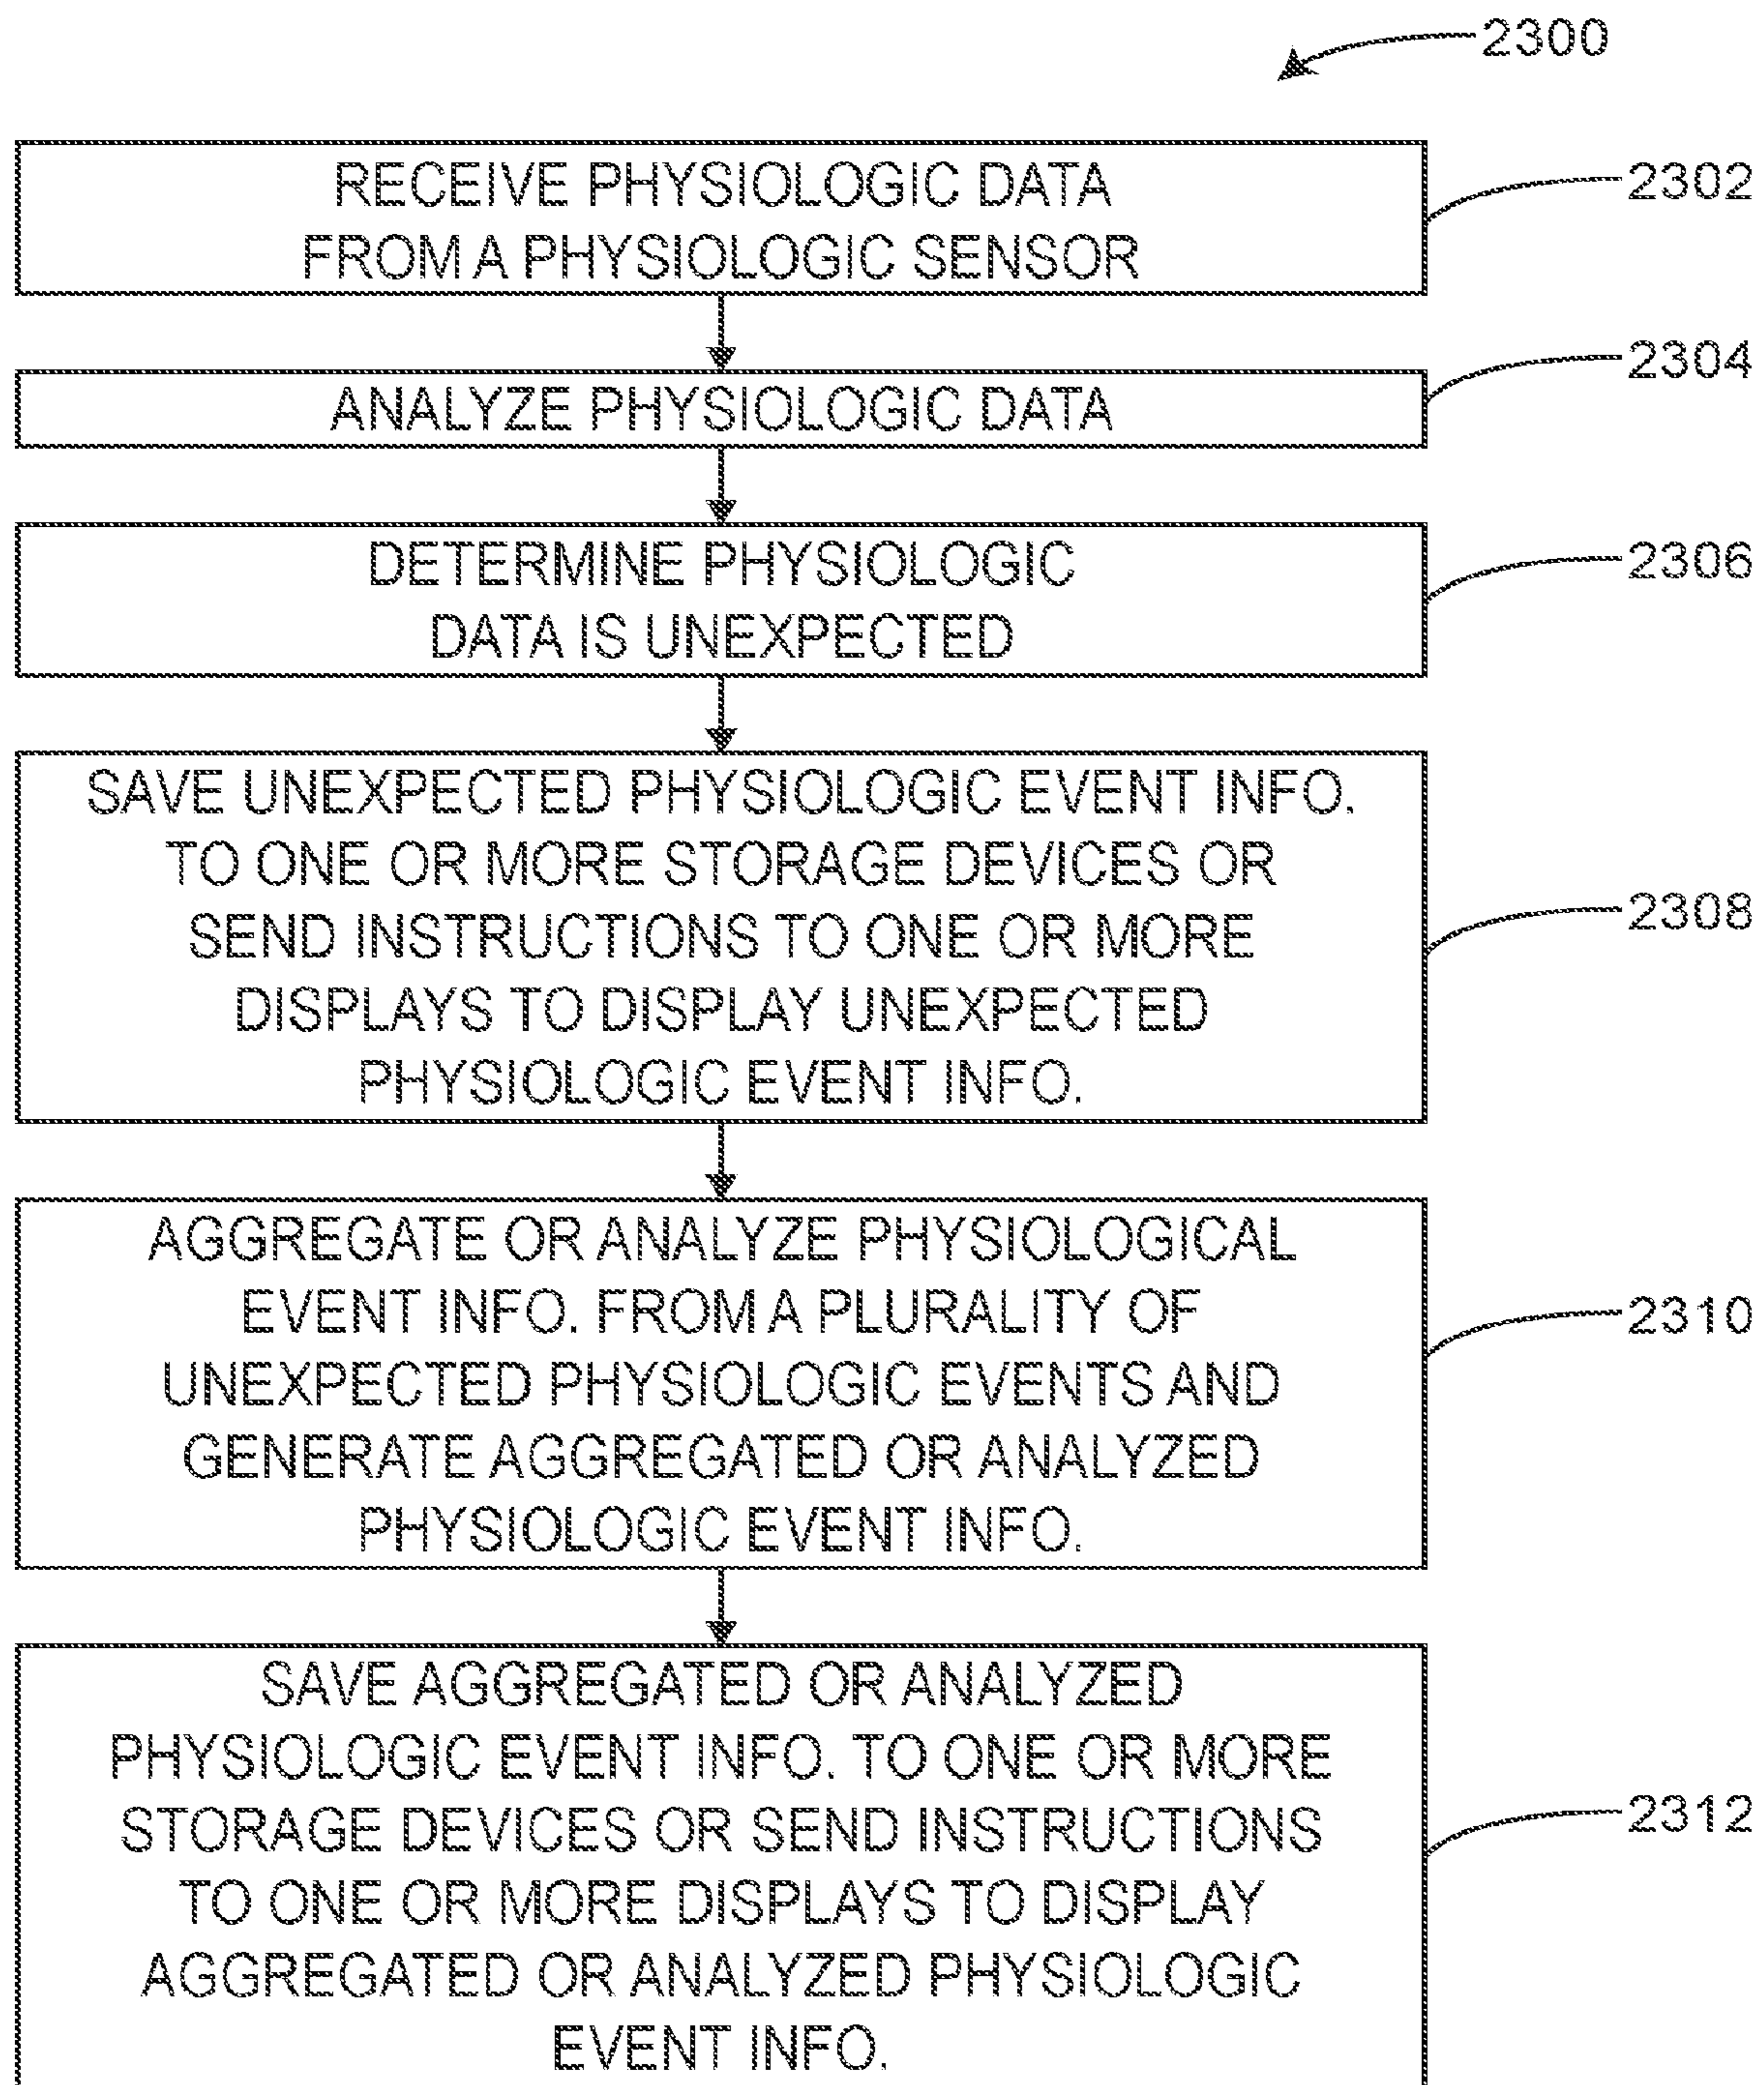 2300
RECEIVE PHYSIOLOGIC DATA
FROM A PHYSIOLOGIC SENSOR
2302
ANALYZE PHYSIOLOGIC DATA
2304
DETERMINE PHYSIOLOGIC
DATA IS UNEXPECTED
2306
SAVE UNEXPECTED PHYSIOLOGIC EVENT INFO.
TO ONE OR MORE STORAGE DEVICES OR
SEND INSTRUCTIONS TO ONE OR MORE
DISPLAYS TO DISPLAY UNEXPECTED
PHYSIOLOGIC EVENT INFO.
2308
AGGREGATE OR ANALYZE PHYSIOLOGICAL
EVENT INFO. FROM A PLURALITY OF
UNEXPECTED PHYSIOLOGIC EVENTS AND
GENERATE AGGREGATED OR ANALYZED
PHYSIOLOGIC EVENT INFO.
2310
SAVE AGGREGATED OR ANALYZED
PHYSIOLOGIC EVENT INFO. TO ONE OR MORE
STORAGE DEVICES OR SEND INSTRUCTIONS
TO ONE OR MORE DISPLAYS TO DISPLAY
AGGREGATED OR ANALYZED PHYSIOLOGIC
EVENT INFO.
2312